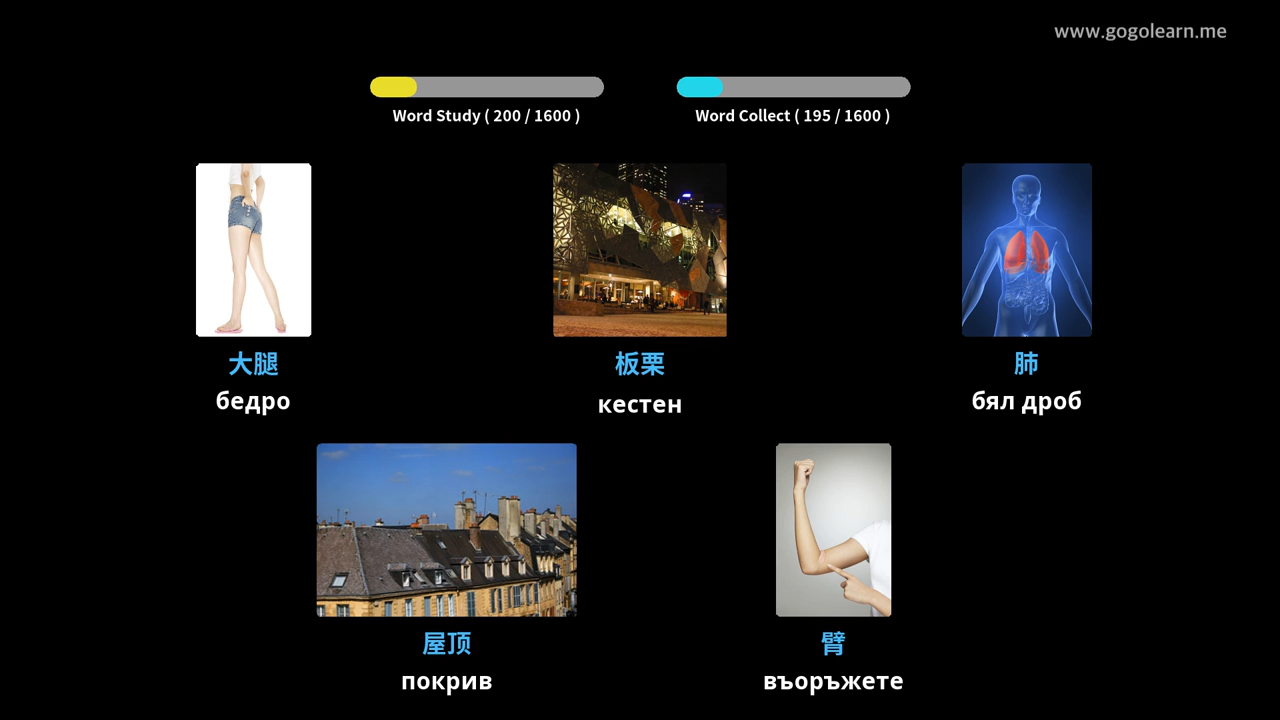 www.gogolearn.me
Word Study ( 200 / 1600 )
Word Collect ( 195 / 1600 )
大腿
бедро
板栗
кестен
肺
бял дроб
屋顶
покрив
臂
въоръжете